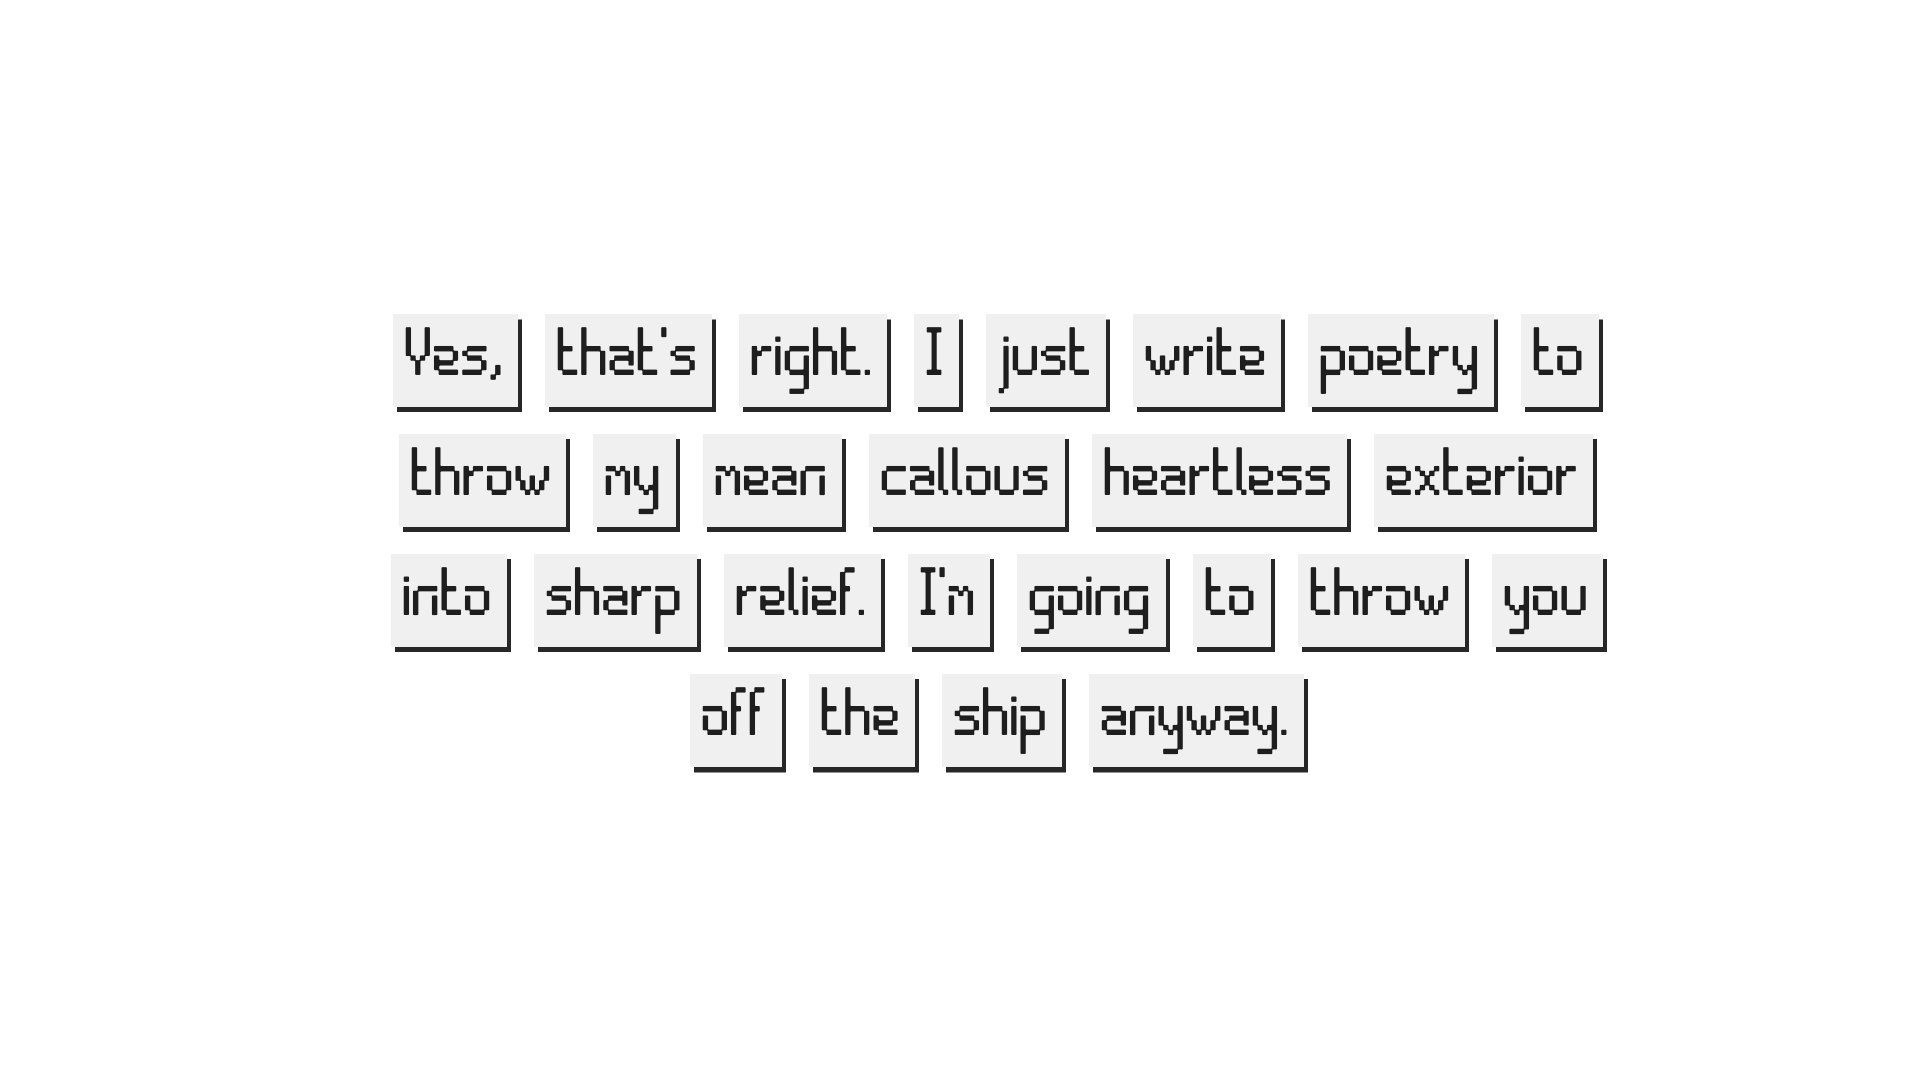 Yes, that's right. I just write poetry to
throw my mean callous heartless exterior
into sharp relief. I'm going to throw you
off the ship anyway.